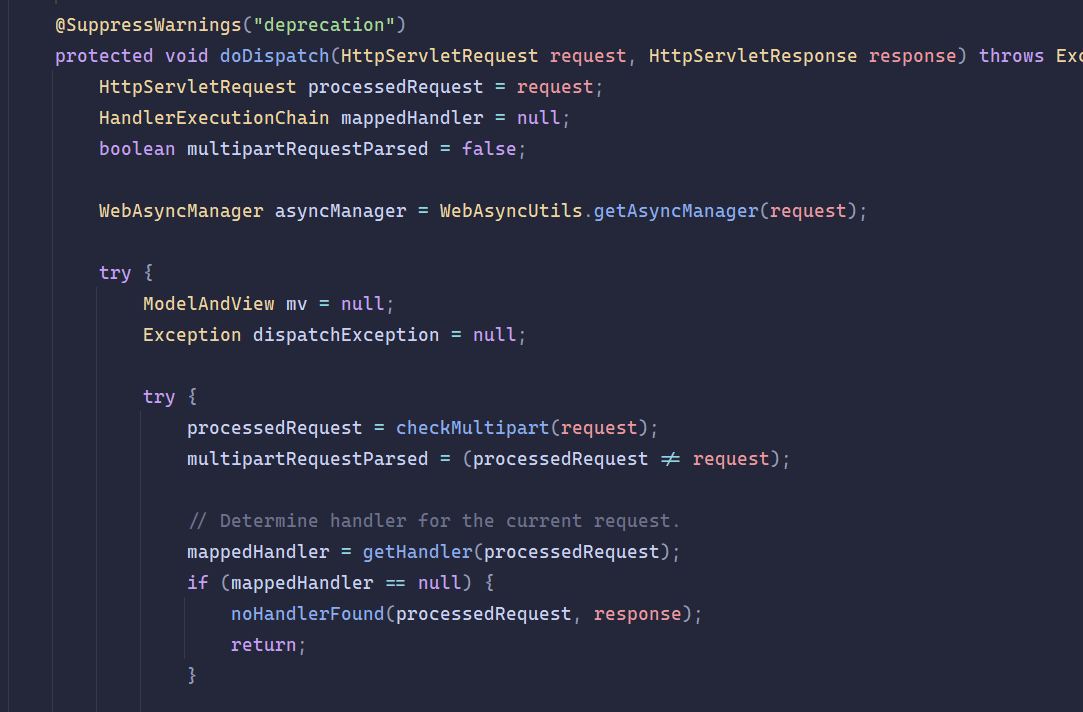 @SuppressWarnings("deprecation")
protected void doDispatch(HttpServletRequest request, HttpServletResponse response) throws Exc
HttpServletRequest processedRequest = request;
HandlerExecutionChain mappedHandler = null;
boolean multipartRequestParsed = false;
WebAsyncManager asyncManager = WebAsyncUtils.getAsyncManager(request);
try {
ModelAndView mv = null;
Exception dispatchException = null;
try {
processedRequest = checkMultipart(request);
multipartRequestParsed = (processedRequest != request);
// Determine handler for the current request.
mappedHandler = getHandler(processedRequest);
if (mappedHandler == null) {
noHandlerFound(processedRequest, response);
return;
}